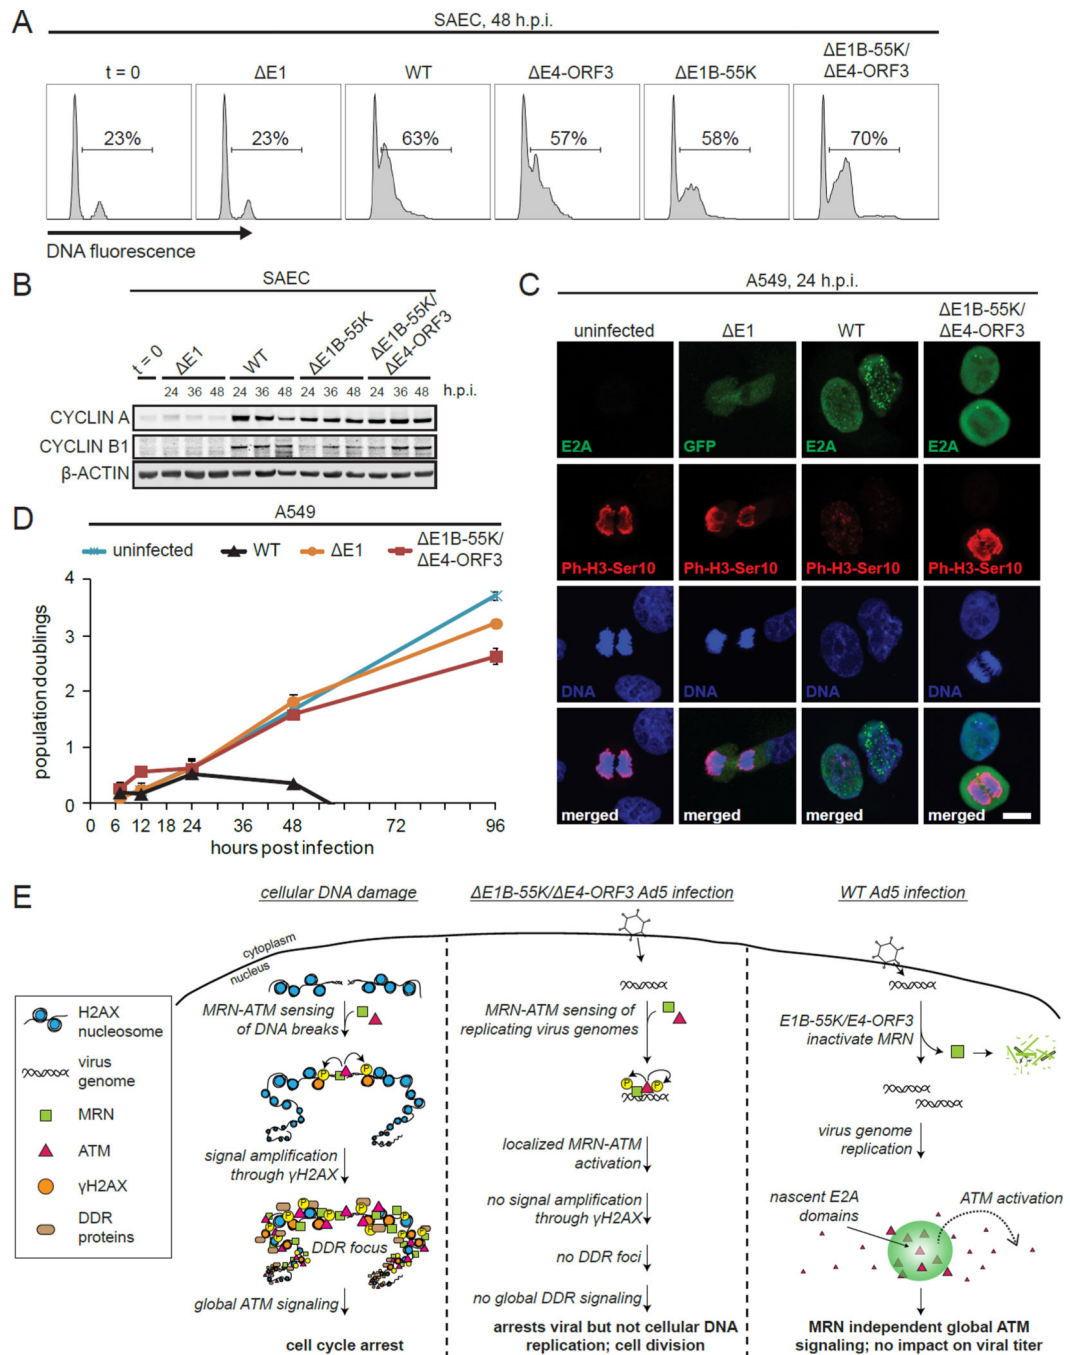 A
SAEC, 48 h.p.i.
t = 0
ΔE1
WT
ΔE4-ORF3
ΔE1B-55K
ΔE1B-55K/
ΔE4-ORF3
23%
23%
63%
57%
58%
70%
DNA fluorescence
B
SAEC
t = 0
ΔE1
WT
ΔE1B-55K
ΔE1B-55K/
ΔE4-ORF3
24 36 48 24 36 48 24 36 48 24 36 48 h.p.i.
CYCLIN A
CYCLIN B1
β-ACTIN
C
A549, 24 h.p.i.
uninfected
ΔE1
WT
ΔE1B-55K/
ΔE4-ORF3
E2A
GFP
E2A
E2A
Ph-H3-Ser10
Ph-H3-Ser10
Ph-H3-Ser10
Ph-H3-Ser10
DNA
DNA
DNA
DNA
merged
merged
merged
merged
D
A549
uninfected
WT
ΔE1
ΔE1B-55K/
ΔE4-ORF3
population doublings
4
3
2
1
0
0 6 12 18 24 36 48 72 96
hours post infection
E
cellular DNA damage
ΔE1B-55K/ΔE4-ORF3 Ad5 infection
WT Ad5 infection
cytoplasm
nucleus
H2AX
nucleosome
virus
genome
MRN
ATM
γH2AX
DDR
proteins
MRN-ATM sensing
of DNA breaks
P
P
signal amplification
through γH2AX
P
P
P
P
DDR focus
global ATM signaling
cell cycle arrest
MRN-ATM sensing of
replicating virus genomes
P
P
localized MRN-ATM
activation
no signal amplification
through γH2AX
no DDR foci
no global DDR signaling
arrests viral but not cellular DNA
replication; cell division
E1B-55K/E4-ORF3
inactivate MRN
virus genome
replication
nascent E2A
domains
ATM activation
MRN independent global ATM
signaling; no impact on viral titer